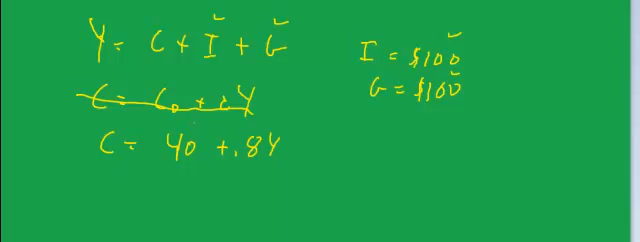 Y = C + I + G
I = $100
G = $100
C = C₀ + cY
C = 40 + .8Y